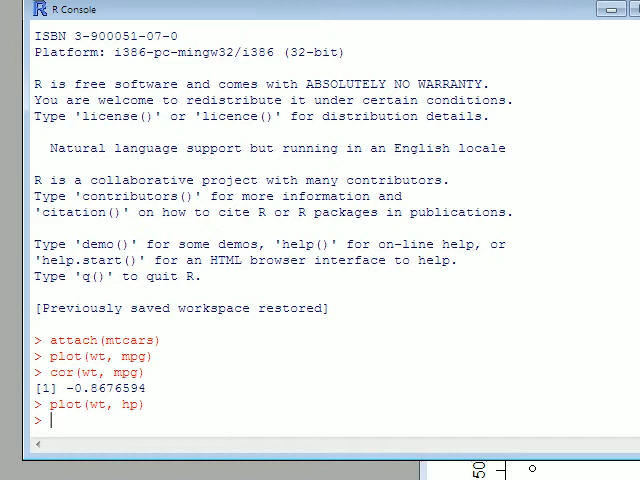 R Console
ISBN 3-900051-07-0
Platform: i386-pc-mingw32/i386 (32-bit)
R is free software and comes with ABSOLUTELY NO WARRANTY.
You are welcome to redistribute it under certain conditions.
Type 'license()' or 'licence()' for distribution details.
Natural language support but running in an English locale
R is a collaborative project with many contributors.
Type 'contributors()' for more information and
'citation()' on how to cite R or R packages in publications.
Type 'demo()' for some demos, 'help()' for on-line help, or
'help.start()' for an HTML browser interface to help.
Type 'q()' to quit R.
[Previously saved workspace restored]
> attach(mtcars)
> plot(wt, mpg)
> cor(wt, mpg)
[1] -0.8676594
> plot(wt, hp)
>
50